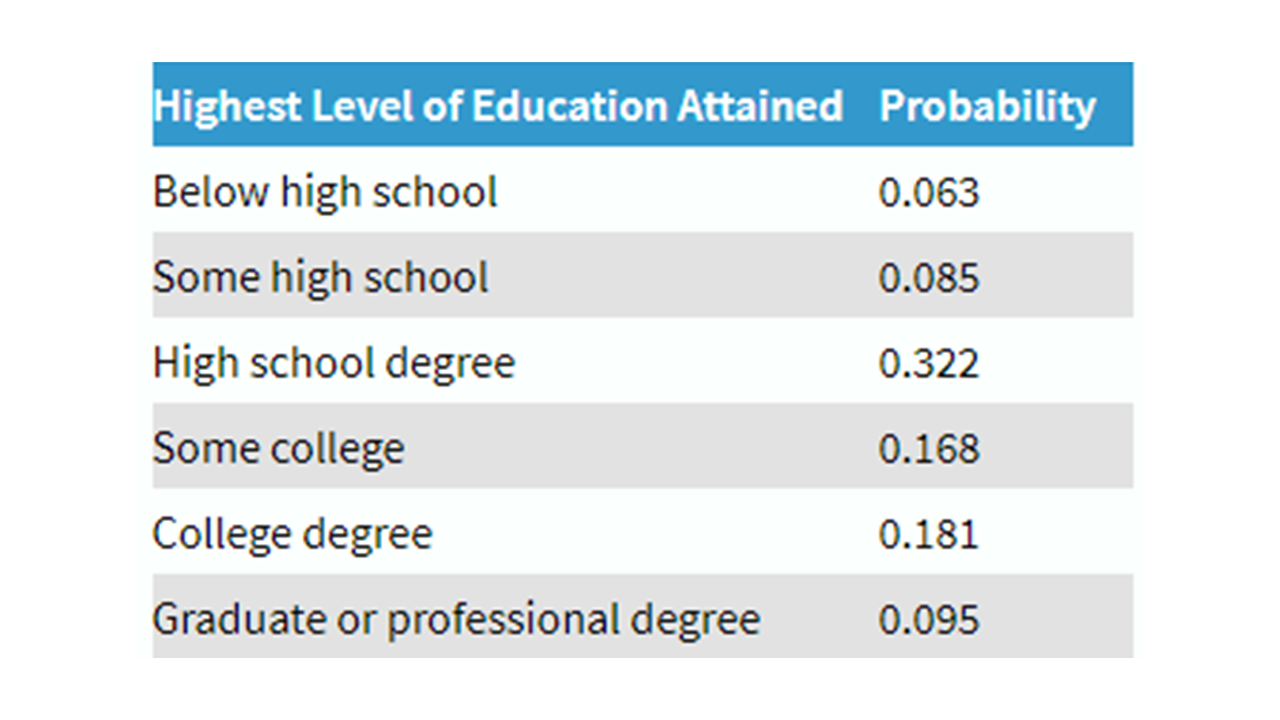 Highest Level of Education Attained Probability
Below high school 0.063
Some high school 0.085
High school degree 0.322
Some college 0.168
College degree 0.181
Graduate or professional degree 0.095